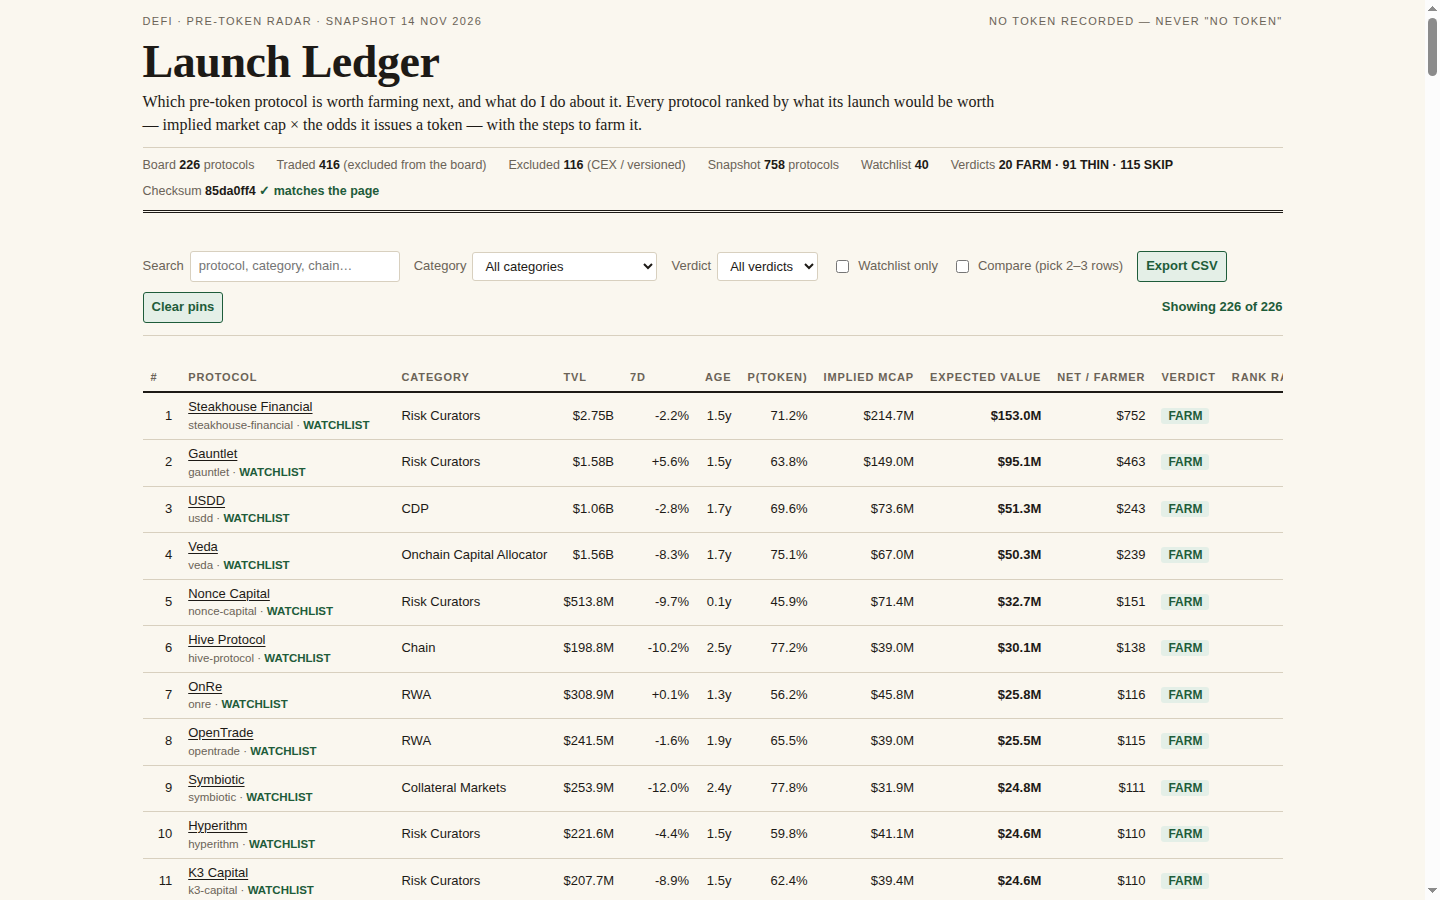 DEFI · PRE-TOKEN RADAR · SNAPSHOT 14 NOV 2026 NO TOKEN RECORDED — NEVER "NO TOKEN"
Launch Ledger
Which pre-token protocol is worth farming next, and what do I do about it. Every protocol ranked by what its launch would be worth
— implied market cap × the odds it issues a token — with the steps to farm it.
Board 226 protocols Traded 416 (excluded from the board) Excluded 116 (CEX / versioned) Snapshot 758 protocols Watchlist 40 Verdicts 20 FARM · 91 THIN · 115 SKIP
Checksum 85da0ff4 ✓ matches the page
Search protocol, category, chain… Category All categories Verdict All verdicts Watchlist only Compare (pick 2–3 rows) Export CSV
Clear pins Showing 226 of 226
# PROTOCOL CATEGORY TVL 7D AGE P(TOKEN) IMPLIED MCAP EXPECTED VALUE NET / FARMER VERDICT RANK RA
1 Steakhouse Financial Risk Curators $2.75B -2.2% 1.5y 71.2% $214.7M $153.0M $752 FARM
steakhouse-financial · WATCHLIST
2 Gauntlet Risk Curators $1.58B +5.6% 1.5y 63.8% $149.0M $95.1M $463 FARM
gauntlet · WATCHLIST
3 USDD CDP $1.06B -2.8% 1.7y 69.6% $73.6M $51.3M $243 FARM
usdd · WATCHLIST
4 Veda Onchain Capital Allocator $1.56B -8.3% 1.7y 75.1% $67.0M $50.3M $239 FARM
veda · WATCHLIST
5 Nonce Capital Risk Curators $513.8M -9.7% 0.1y 45.9% $71.4M $32.7M $151 FARM
nonce-capital · WATCHLIST
6 Hive Protocol Chain $198.8M -10.2% 2.5y 77.2% $39.0M $30.1M $138 FARM
hive-protocol · WATCHLIST
7 OnRe RWA $308.9M +0.1% 1.3y 56.2% $45.8M $25.8M $116 FARM
onre · WATCHLIST
8 OpenTrade RWA $241.5M -1.6% 1.9y 65.5% $39.0M $25.5M $115 FARM
opentrade · WATCHLIST
9 Symbiotic Collateral Markets $253.9M -12.0% 2.4y 77.8% $31.9M $24.8M $111 FARM
symbiotic · WATCHLIST
10 Hyperithm Risk Curators $221.6M -4.4% 1.5y 59.8% $41.1M $24.6M $110 FARM
hyperithm · WATCHLIST
11 K3 Capital Risk Curators $207.7M -8.9% 1.5y 62.4% $39.4M $24.6M $110 FARM
k3-capital · WATCHLIST